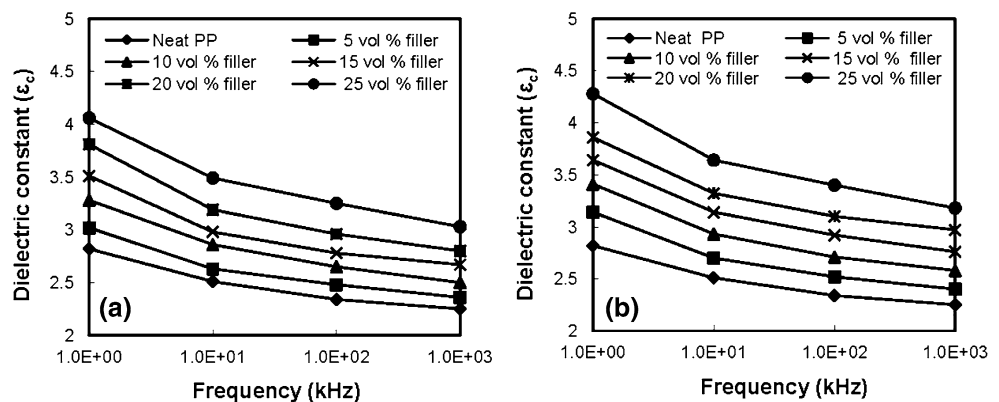 (a)
Dielectric constant (εc)
5
4.5
4
3.5
3
2.5
2
Neat PP
5 vol % filler
10 vol % filler
15 vol % filler
20 vol % filler
25 vol % filler
1.0E+00 1.0E+01 1.0E+02 1.0E+03
Frequency (kHz)
(b)
Dielectric constant (εc)
5
4.5
4
3.5
3
2.5
2
Neat PP
5 vol % filler
10 vol % filler
15 vol % filler
20 vol % filler
25 vol % filler
1.0E+00 1.0E+01 1.0E+02 1.0E+03
Frequency (kHz)